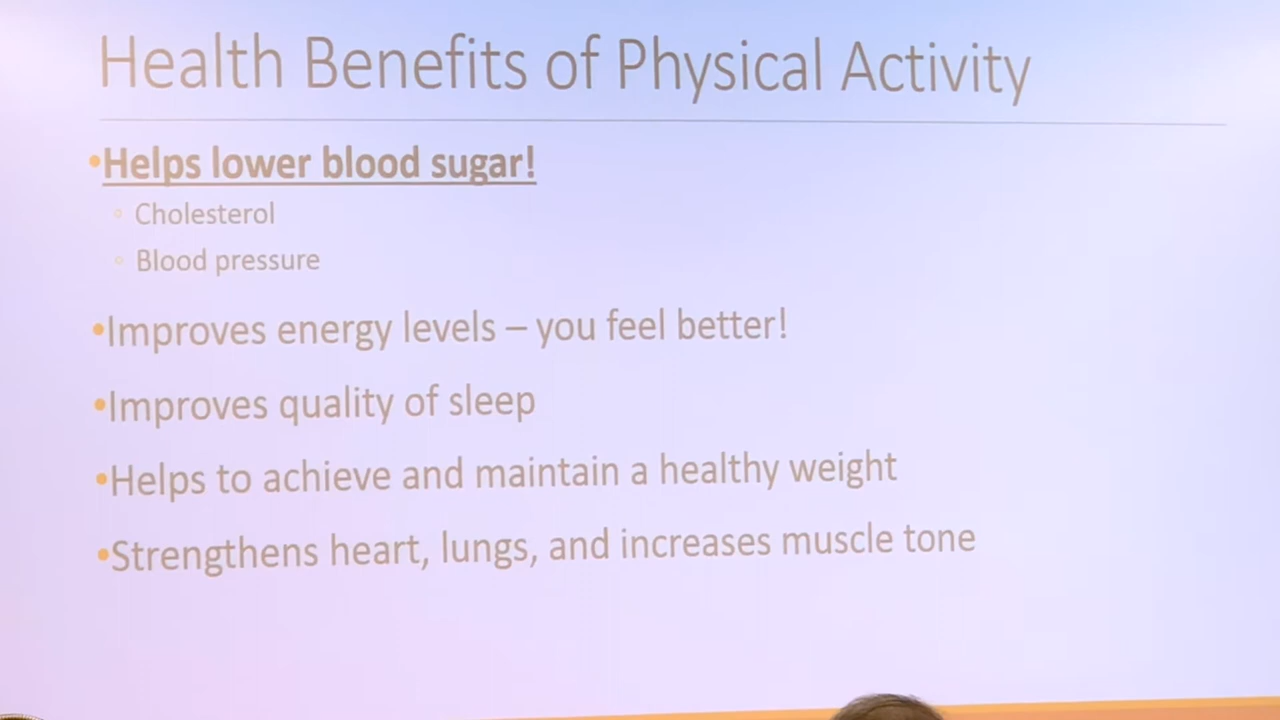 Health Benefits of Physical Activity
•Helps lower blood sugar!
◦ Cholesterol
◦ Blood pressure
•Improves energy levels – you feel better!
•Improves quality of sleep
•Helps to achieve and maintain a healthy weight
•Strengthens heart, lungs, and increases muscle tone